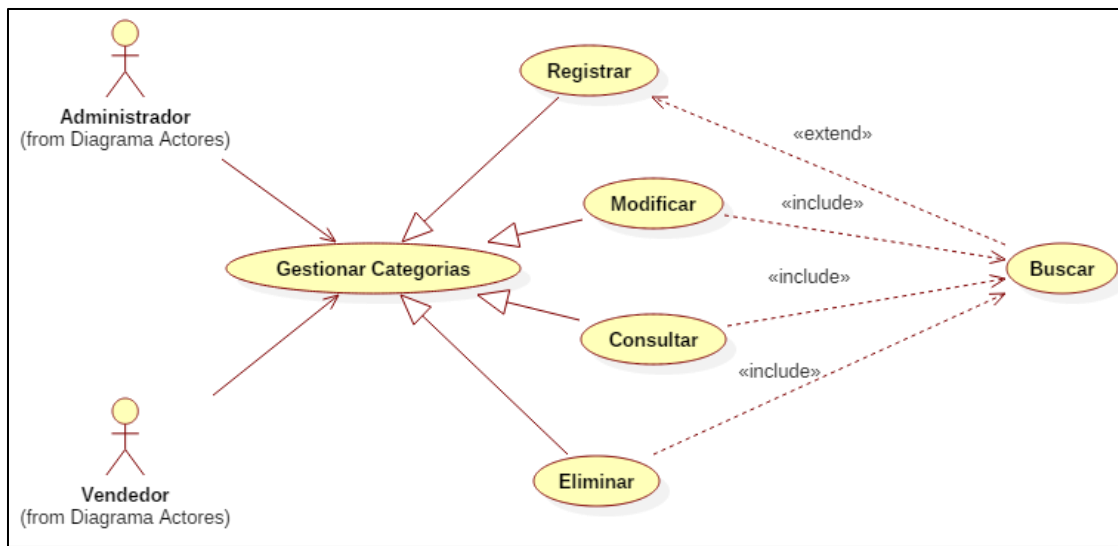 Administrador
(from Diagrama Actores)
Registrar
«extend»
Modificar
«include»
Gestionar Categorias
Buscar
«include»
Consultar
«include»
Eliminar
Vendedor
(from Diagrama Actores)